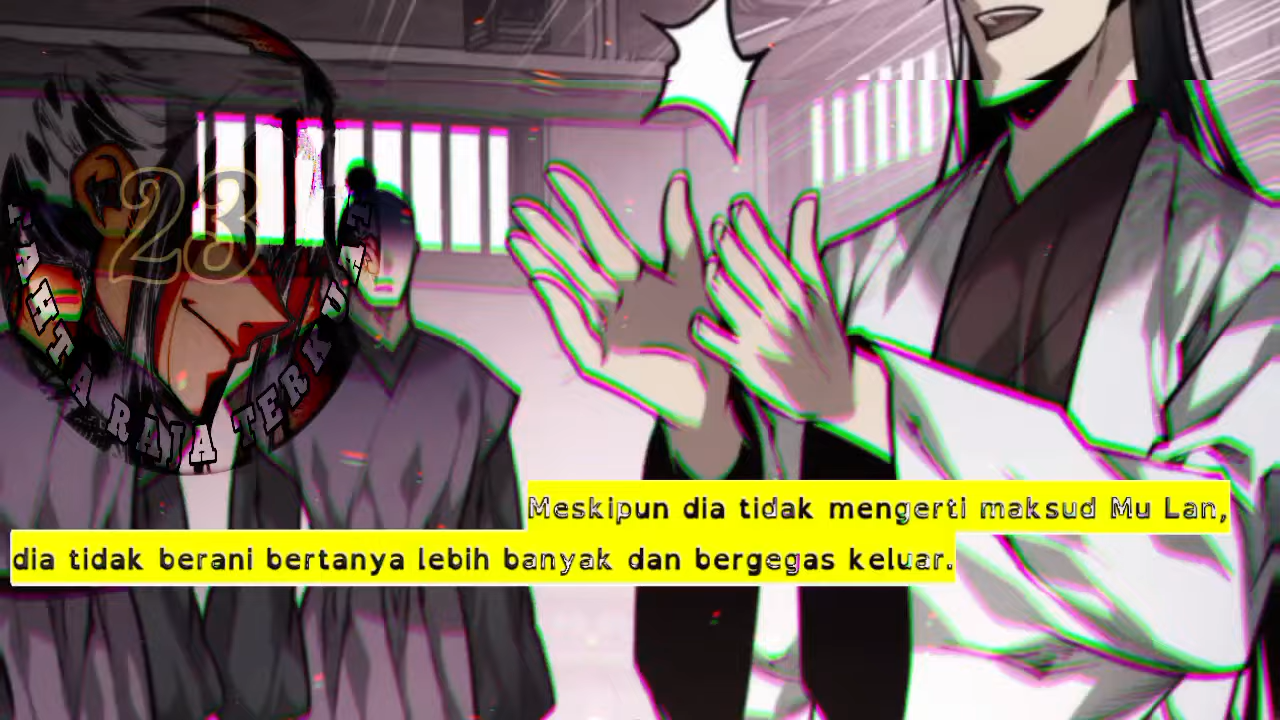 23
TAHTA RAJA TERKUAT
Meskipun dia tidak mengerti maksud Mu Lan,
dia tidak berani bertanya lebih banyak dan bergegas keluar.